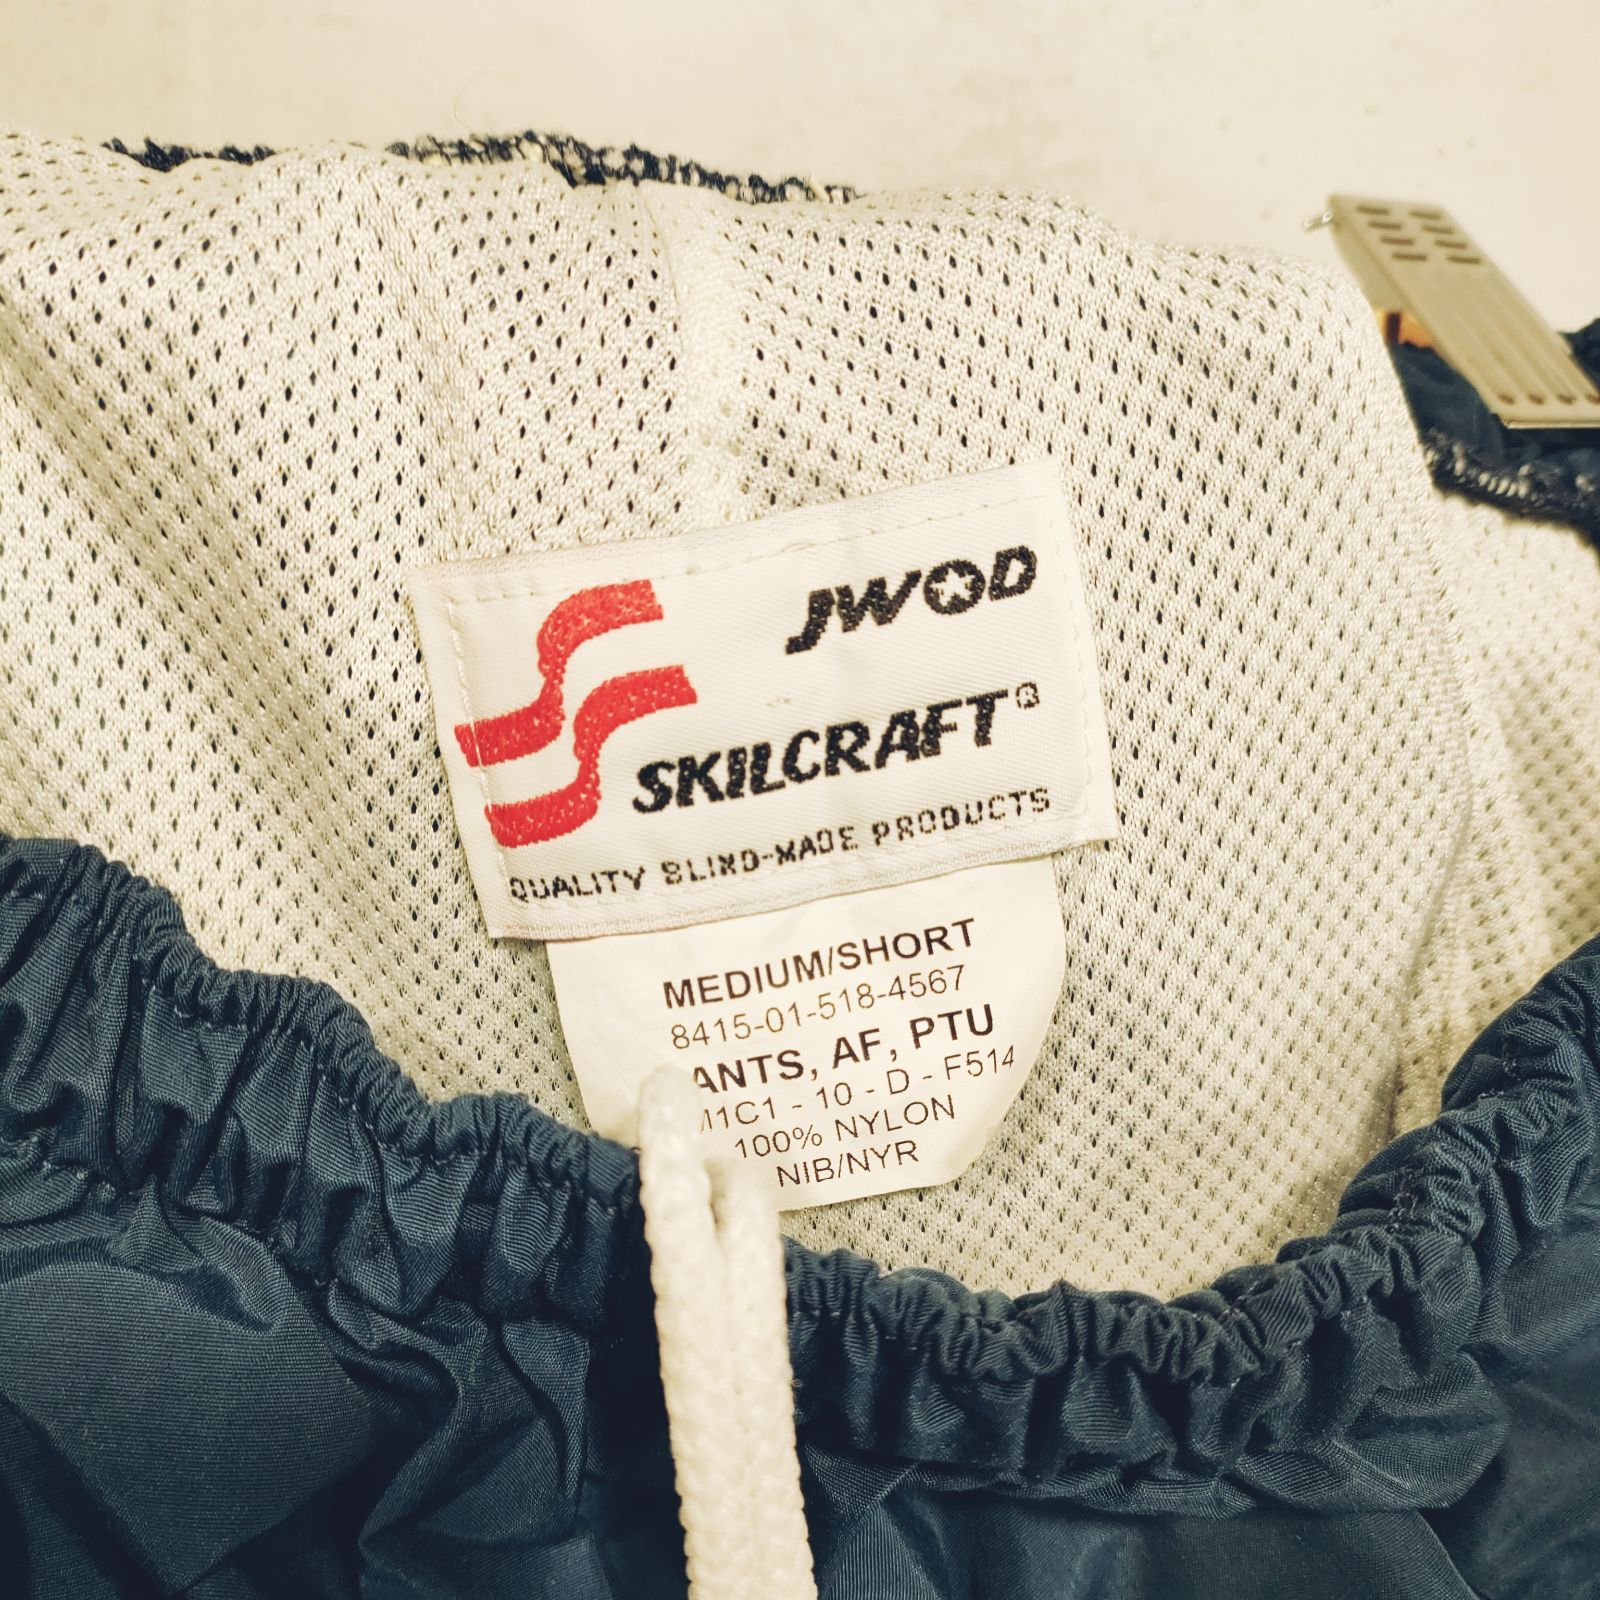 JWOD
SKILCRAFT®
QUALITY BLIND-MADE PRODUCTS
MEDIUM/SHORT
8415-01-518-4567
ANTS, AF, PTU
M1C1 - 10 - D - F514
100% NYLON
NIB/NYR